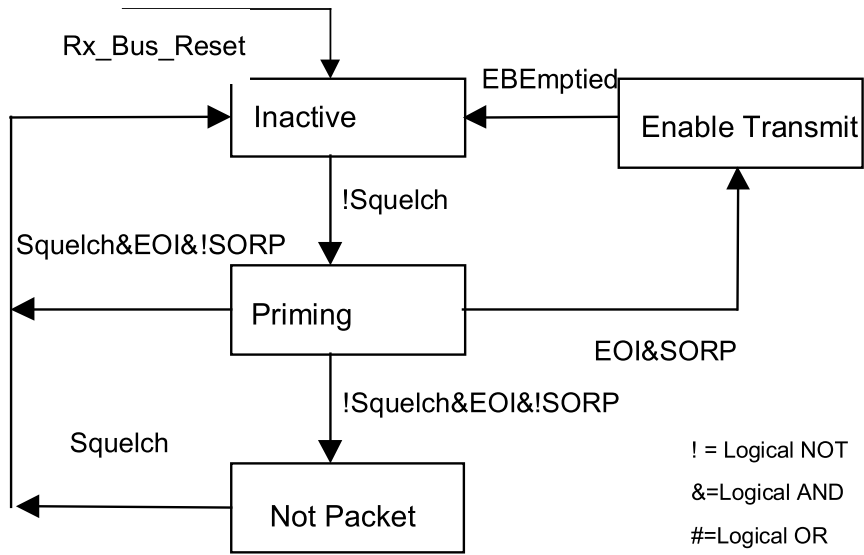 Rx_Bus_Reset
EBEmptied
Inactive
Enable Transmit
!Squelch
Squelch&EOI&!SORP
Priming
EOI&SORP
!Squelch&EOI&!SORP
Squelch
! = Logical NOT
&=Logical AND
Not Packet
#=Logical OR